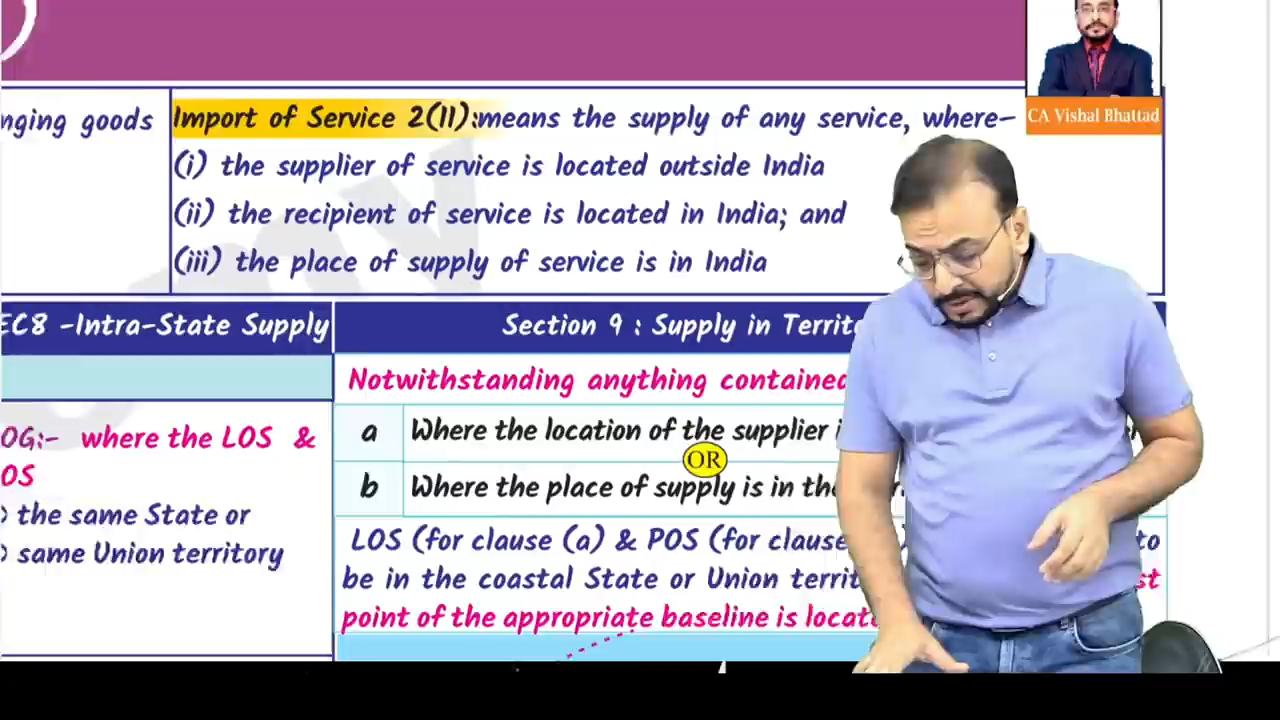 CA Vishal Bhattad
nging goods
Import of Service 2(11):means the supply of any service, where–
(i) the supplier of service is located outside India
(ii) the recipient of service is located in India; and
(iii) the place of supply of service is in India
EC8 -Intra-State Supply
Section 9 : Supply in Territo
Notwithstanding anything contained
OG:- where the LOS &
OS
the same State or
same Union territory
a Where the location of the supplier i
OR
b Where the place of supply is in the
LOS (for clause (a) & POS (for clause to
be in the coastal State or Union territ st
point of the appropriate baseline is locate